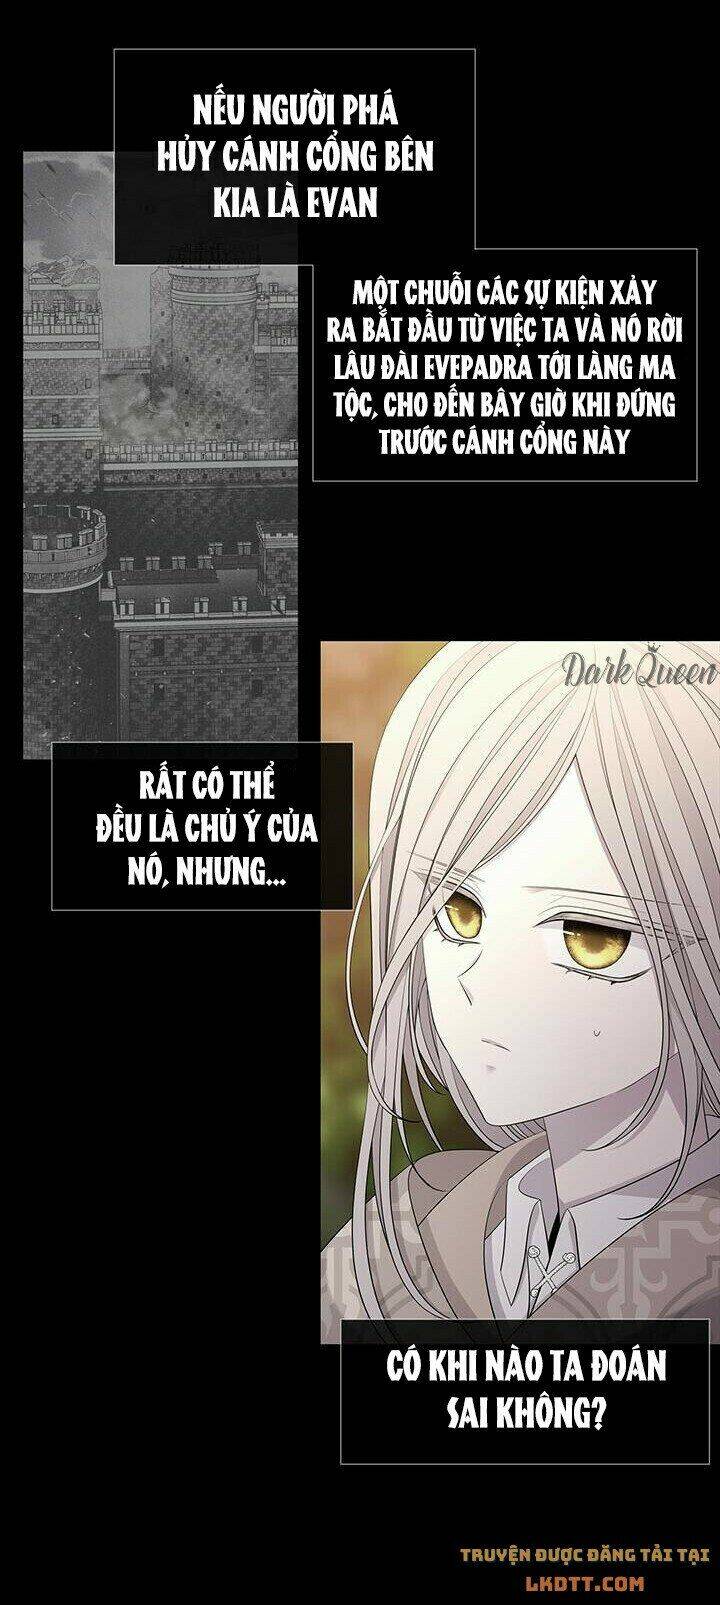 NẾU NGƯỜI PHÁ
HỦY CÁNH CỔNG BÊN
KIA LÀ EVAN
MỘT CHUỖI CÁC SỰ KIỆN XẢY
RA BẮT ĐẦU TỪ VIỆC TA VÀ NÓ RỜI
LÂU ĐÀI EVEPADRA TỚI LÀNG MA
TỘC, CHO ĐẾN BÂY GIỜ KHI ĐỨNG
TRƯỚC CÁNH CỔNG NÀY
Dark Queen
RẤT CÓ THỂ
ĐỀU LÀ CHỦ Ý CỦA
NÓ, NHƯNG...
CÓ KHI NÀO TA ĐOÁN
SAI KHÔNG?
TRUYỆN ĐƯỢC ĐĂNG TẢI TẠI
LKDTT.COM